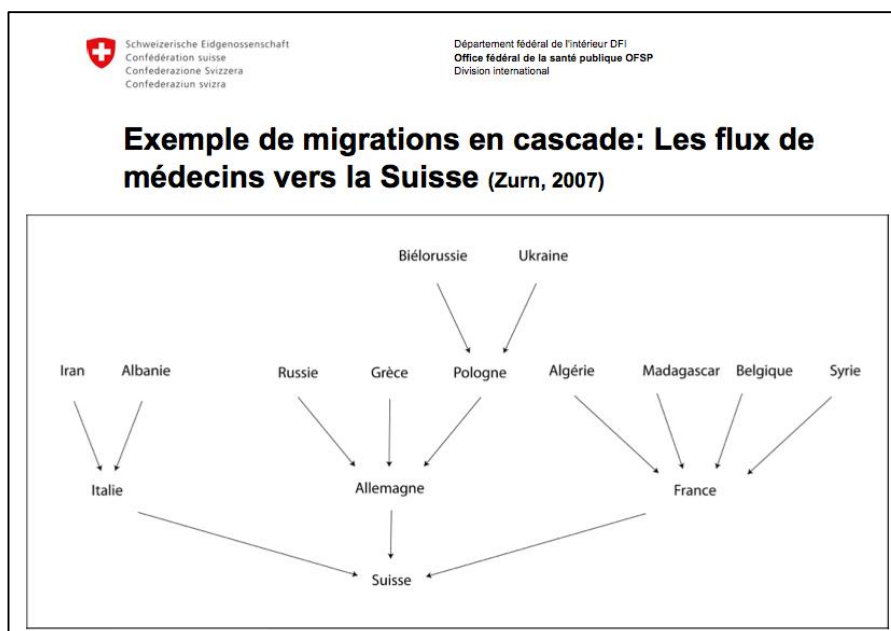 Schweizerische Eidgenossenschaft
Confédération suisse
Confederazione Svizzera
Confederaziun svizra
Département fédéral de l'intérieur DFI
Office fédéral de la santé publique OFSP
Division international
Exemple de migrations en cascade: Les flux de
médecins vers la Suisse (Zurn, 2007)
Biélorussie Ukraine
Iran Albanie Russie Grèce Pologne Algérie Madagascar Belgique Syrie
Italie Allemagne France
Suisse